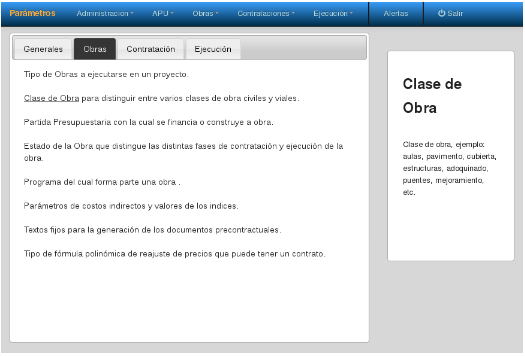 Parámetros Administración APU Obras Contrataciones Ejecución Alertas Salir
Generales Obras Contratación Ejecución
Tipo de Obras a ejecutarse en un proyecto.
Clase de Obra para distinguir entre varios clases de obra civiles y viales.
Partida Presupuestaria con la cual se financia o construye a obra.
Estado de la Obra que distingue las distintas fases de contratación y ejecución de la
obra.
Programa del cual forma parte una obra .
Parámetros de costos indirectos y valores de los indices.
Textos fijos para la generación de los documentos precontractuales.
Tipo de fórmula polinómica de reajuste de precios que puede tener un contrato.
Clase de
Obra
Clase de obra, ejemplo:
aulas, pavimento, cubierta,
estructuras, adoquinado,
puentes, mejoramiento,
etc.